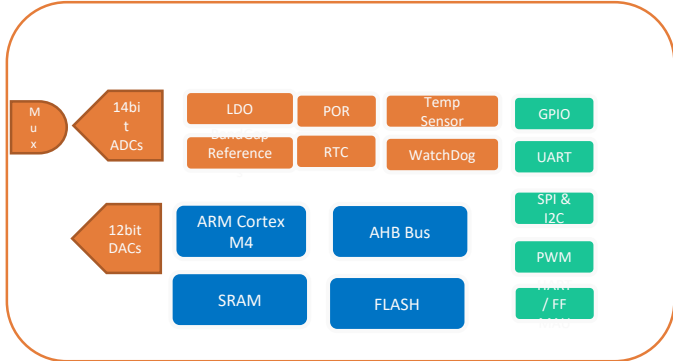 M
u
x
14bi
t
ADCs
LDO
POR
Temp
Sensor
GPIO
BandGap
Reference
RTC
WatchDog
UART
12bit
DACs
ARM Cortex
M4
AHB Bus
SPI &
I2C
PWM
SRAM
FLASH
/ FF